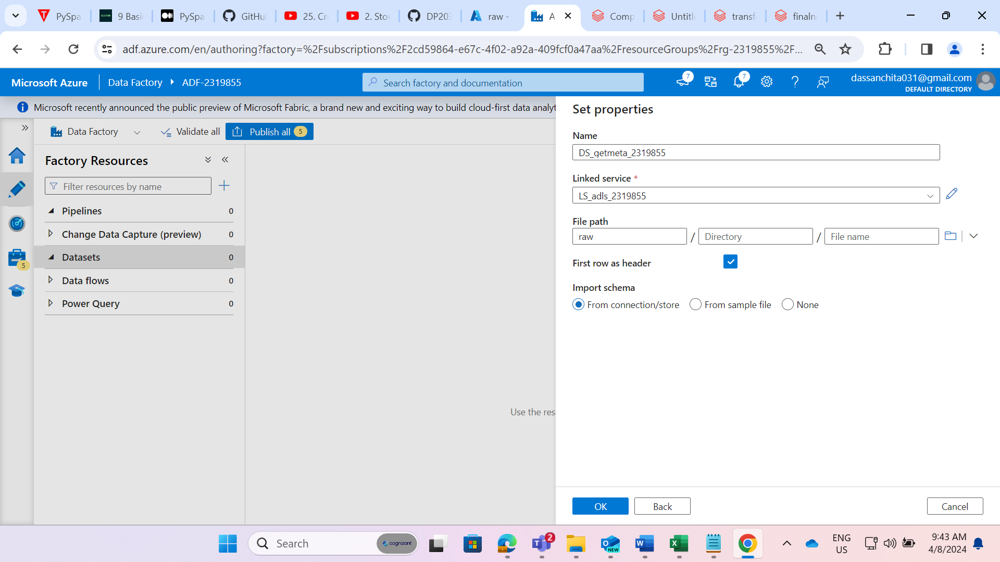 PySpa
9 Basi
PySpa
GitHu
25. Cr
2. Stor
DP203
raw -
A
Comp
Untitl
transf
finaln
adf.azure.com/en/authoring?factory=%2Fsubscriptions%2F2cd59864-e67c-4f02-a92a-409fcf0a47aa%2FresourceGroups%2Frg-2319855%2F...
Microsoft Azure
Data Factory
ADF-2319855
Search factory and documentation
7
7
dassanchita031@gmail.com
DEFAULT DIRECTORY
Microsoft recently announced the public preview of Microsoft Fabric, a brand new and exciting way to build cloud-first data analyt
Data Factory
Validate all
Publish all 5
Factory Resources
Filter resources by name
Pipelines 0
Change Data Capture (preview) 0
Datasets 0
Data flows 0
Power Query 0
5
Use the res
Set properties
Name
DS_getmeta_2319855
Linked service *
LS_adls_2319855
File path
raw / Directory / File name
First row as header
Import schema
From connection/store From sample file None
OK Back Cancel
Search
cognizant
2
NEW
ENG
US
9:43 AM
4/8/2024